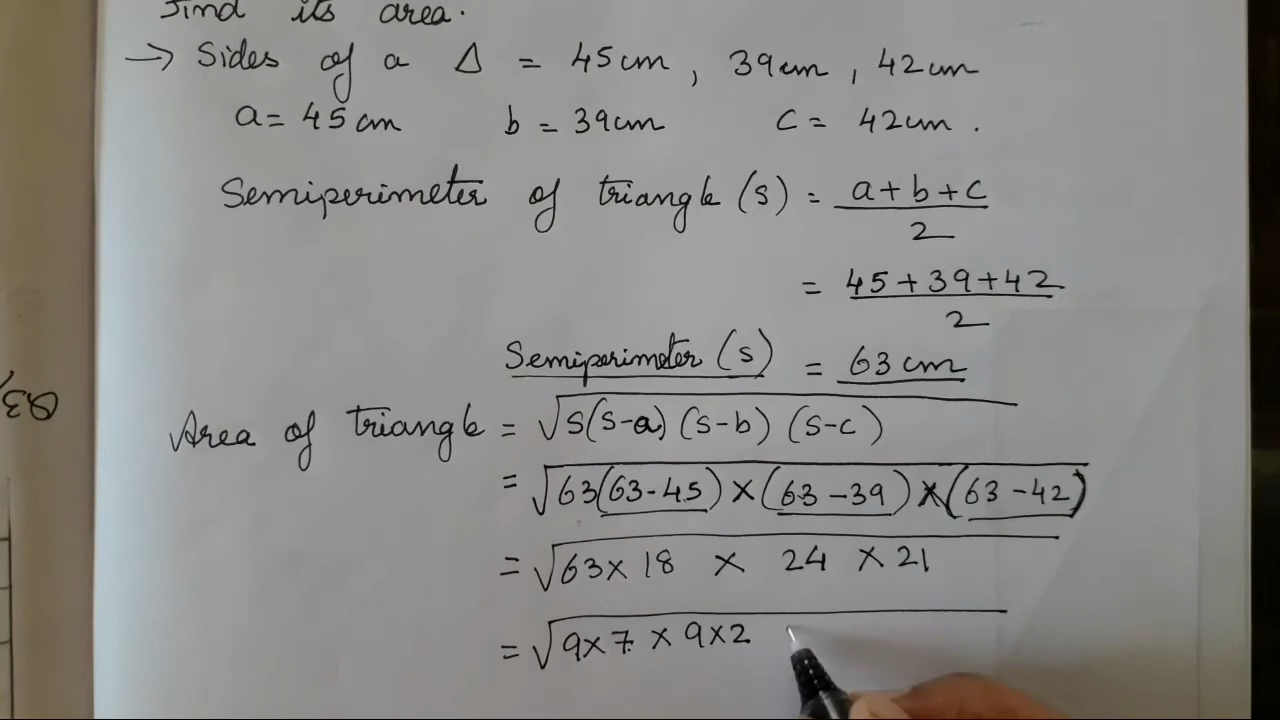 Find its area.
→ Sides of a Δ = 45cm, 39cm, 42cm
a= 45cm b = 39cm c = 42cm.
Semiperimeter of triangle (s) = a+b+c
2
= 45+39+42
2
Semiperimeter (s) = 63cm
Area of triangle = √s(s-a) (s-b) (s-c)
= √63(63-45) × (63-39) × (63-42)
= √63× 18 × 24 × 21
= √9×7 × 9×2
Q3,